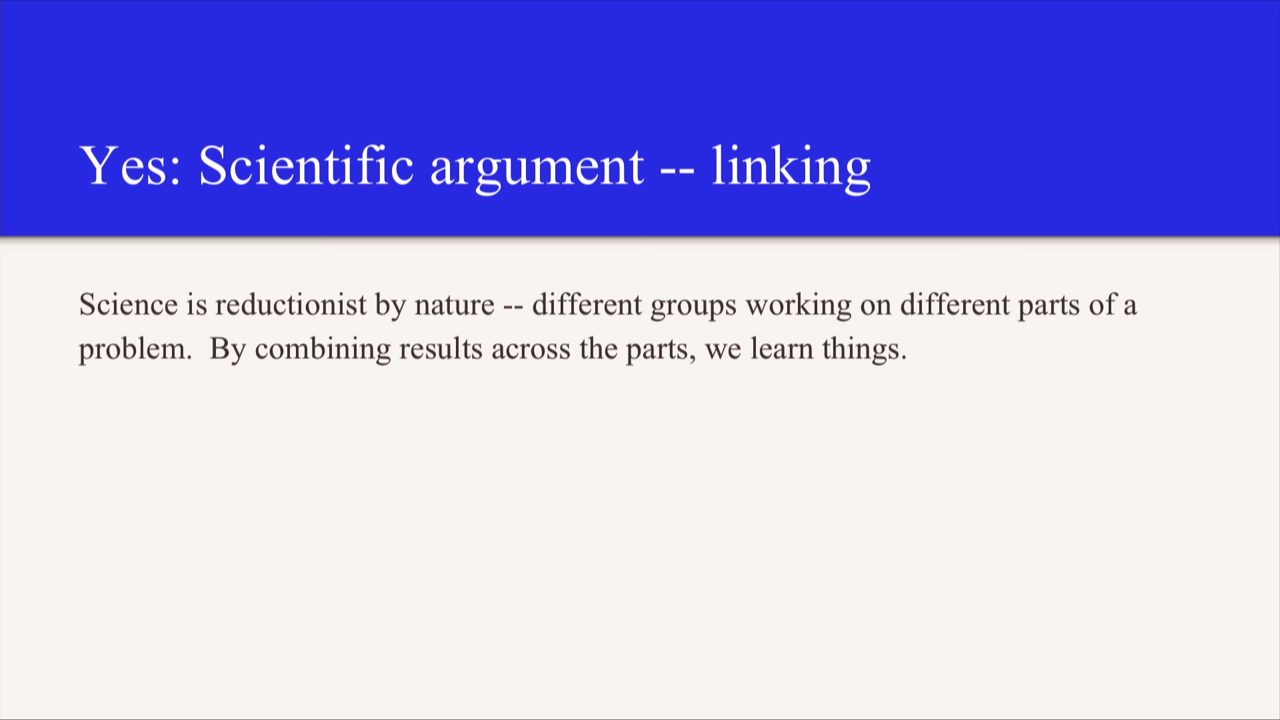 Yes: Scientific argument -- linking
Science is reductionist by nature -- different groups working on different parts of a
problem.  By combining results across the parts, we learn things.